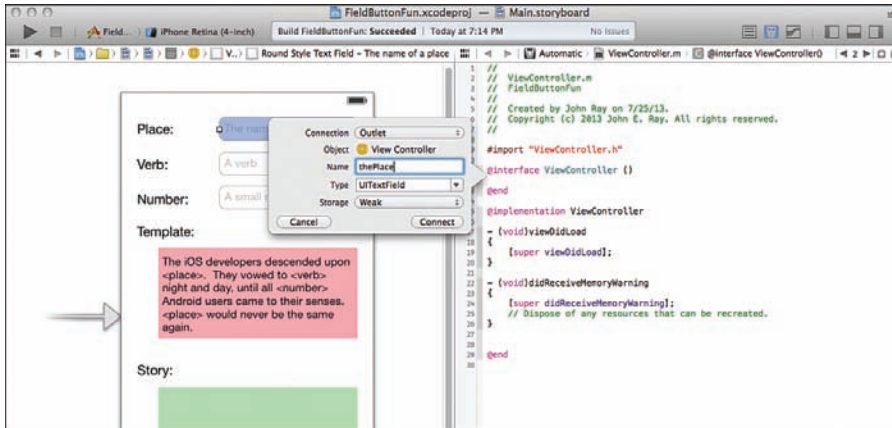 FieldButtonFun.xcodeproj — Main.storyboard
Field... iPhone Retina (4-inch)
Build FieldButtonFun: Succeeded | Today at 7:14 PM
No Issues
V...) Round Style Text Field – The name of a place
Automatic ViewController.m @interface ViewController() 2
Place:
Verb:
A verb
Number:
Template:
The iOS developers descended upon
<place>. They vowed to <verb>
night and day, until all <number>
Android users came to their senses.
<place> would never be the same
again.
Story:
Connection Outlet
Object View Controller
Name thePlace
Type UITextField
Storage Weak
Cancel Connect
//
// ViewController.m
// FieldButtonFun
//
// Created by John Ray on 7/25/13.
// Copyright (c) 2013 John E. Ray. All rights reserved.
//
#import "ViewController.h"
@interface ViewController ()
@end
@implementation ViewController
- (void)viewDidLoad
{
[super viewDidLoad];
}
- (void)didReceiveMemoryWarning
{
[super didReceiveMemoryWarning];
// Dispose of any resources that can be recreated.
}
@end